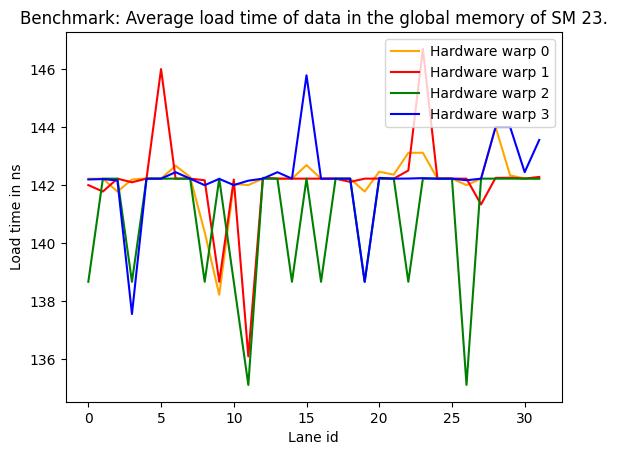 Benchmark: Average load time of data in the global memory of SM 23.
Hardware warp 0
Hardware warp 1
Hardware warp 2
Hardware warp 3
Load time in ns
146
144
142
140
138
136
0 5 10 15 20 25 30
Lane id